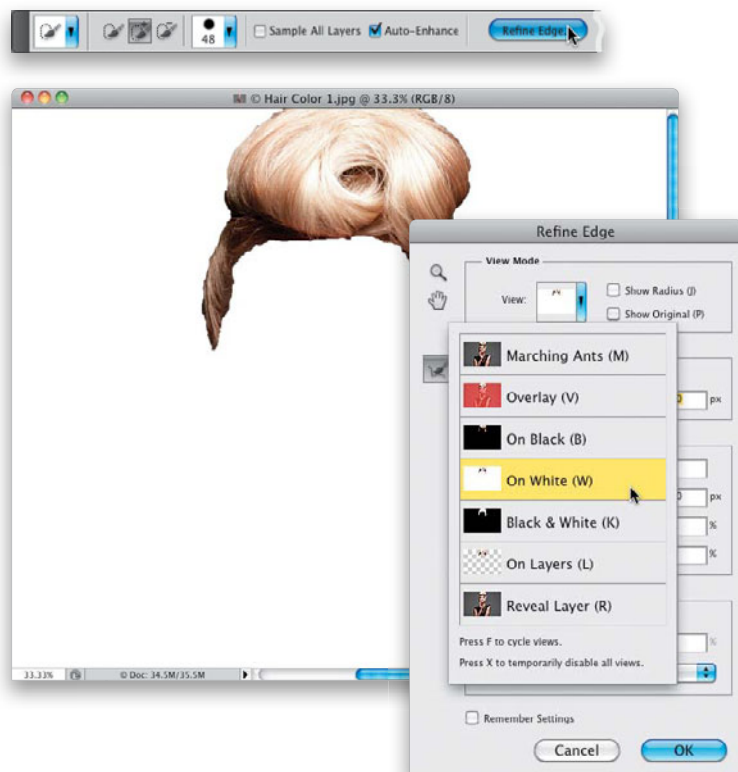 48
Sample All Layers
Auto-Enhance
Refine Edge...
© Hair Color 1.jpg @ 33.3% (RGB/8)
Refine Edge
View Mode
View:
Show Radius (J)
Show Original (P)
Marching Ants (M)
Overlay (V)
On Black (B)
On White (W)
Black & White (K)
On Layers (L)
Reveal Layer (R)
Press F to cycle views.
Press X to temporarily disable all views.
px
px
%
%
%
33.33%
© Doc: 34.5M/35.5M
Remember Settings
Cancel
OK